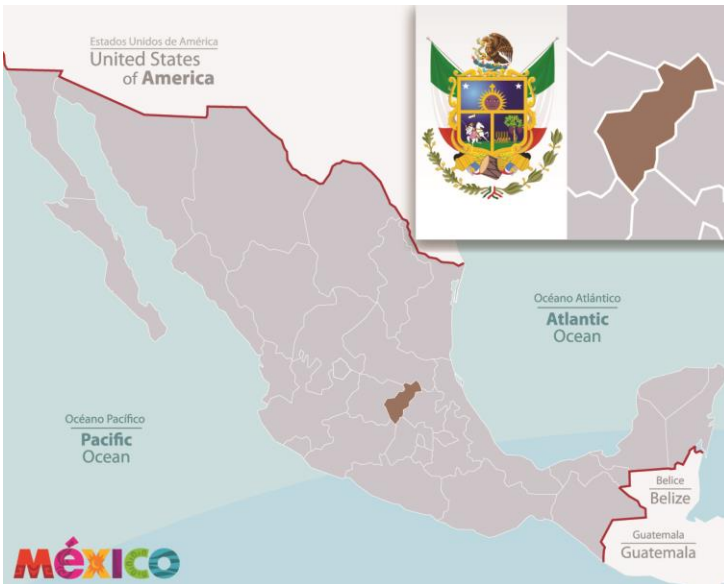 Estados Unidos de América
United States
of America
Océano Atlántico
Atlantic
Ocean
Océano Pacífico
Pacific
Ocean
Belice
Belize
Guatemala
Guatemala
México